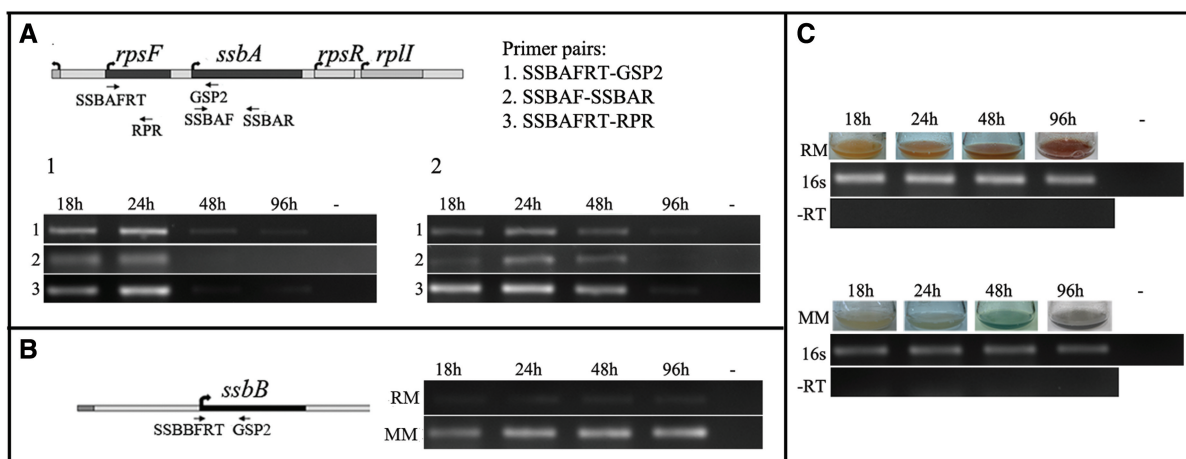 A
rpsF ssbA rpsR rplI
SSBAFRT GSP2
SSBAF SSBAR
RPR
Primer pairs:
1. SSBAFRT-GSP2
2. SSBAF-SSBAR
3. SSBAFRT-RPR
1
18h 24h 48h 96h -
1
2
3
2
18h 24h 48h 96h -
1
2
3
B
ssbB
SSBBFRT GSP2
18h 24h 48h 96h -
RM
MM
C
18h 24h 48h 96h -
RM
16s
-RT
18h 24h 48h 96h -
MM
16s
-RT